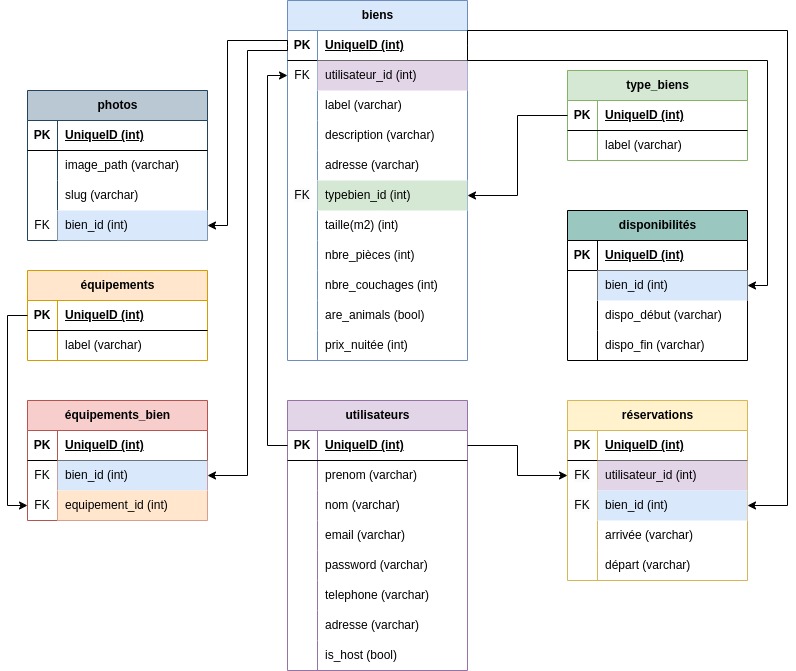 biens
PK UniqueID (int)
FK utilisateur_id (int)
label (varchar)
description (varchar)
adresse (varchar)
FK typebien_id (int)
taille(m2) (int)
nbre_pièces (int)
nbre_couchages (int)
are_animals (bool)
prix_nuitée (int)
photos
PK UniqueID (int)
image_path (varchar)
slug (varchar)
FK bien_id (int)
type_biens
PK UniqueID (int)
label (varchar)
disponibilités
PK UniqueID (int)
bien_id (int)
dispo_début (varchar)
dispo_fin (varchar)
équipements
PK UniqueID (int)
label (varchar)
équipements_bien
PK UniqueID (int)
FK bien_id (int)
FK equipement_id (int)
utilisateurs
PK UniqueID (int)
prenom (varchar)
nom (varchar)
email (varchar)
password (varchar)
telephone (varchar)
adresse (varchar)
is_host (bool)
réservations
PK UniqueID (int)
FK utilisateur_id (int)
FK bien_id (int)
arrivée (varchar)
départ (varchar)